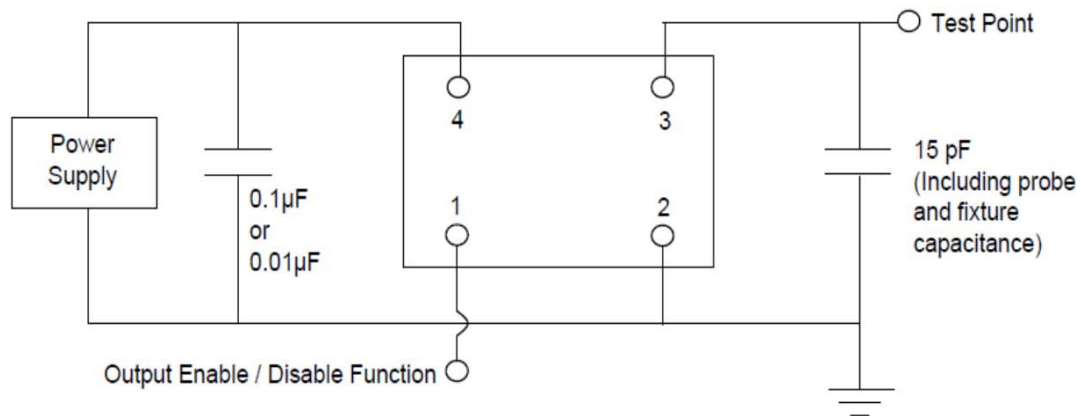 Test Point
4
3
Power
Supply
15 pF
(Including probe
and fixture
capacitance)
0.1µF
or
0.01µF
1
2
Output Enable / Disable Function